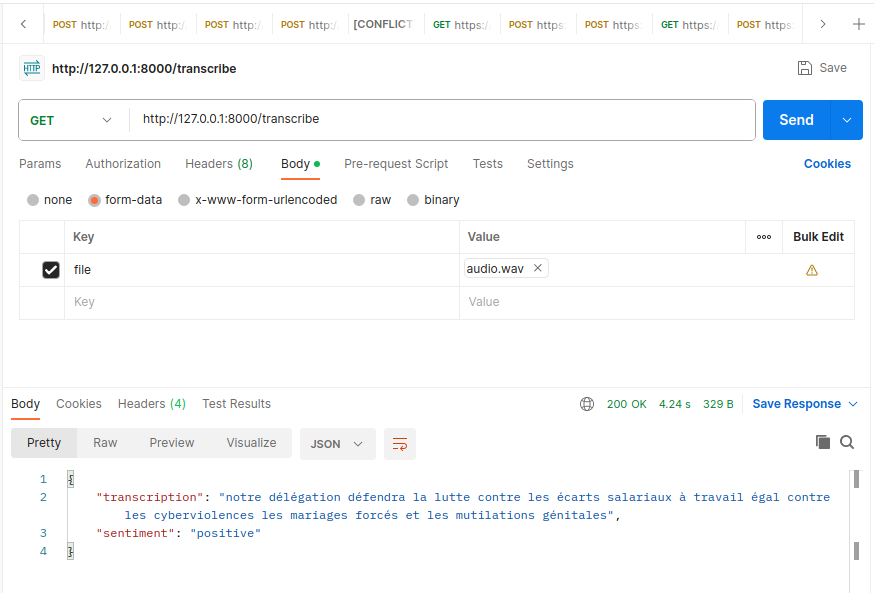 POST http:/ POST http:/ POST http:/ POST http:/ [CONFLICT GET https:/ POST https: POST https: GET https:/ POST https:
HTTP http://127.0.0.1:8000/transcribe Save
GET http://127.0.0.1:8000/transcribe Send
Params Authorization Headers (8) Body Pre-request Script Tests Settings Cookies
none form-data x-www-form-urlencoded raw binary
Key Value Bulk Edit
file audio.wav
Key Value
Body Cookies Headers (4) Test Results 200 OK 4.24 s 329 B Save Response
Pretty Raw Preview Visualize JSON
1 {
2 "transcription": "notre délégation défendra la lutte contre les écarts salariaux à travail égal contre
les cyberviolences les mariages forcés et les mutilations génitales",
3 "sentiment": "positive"
4 }